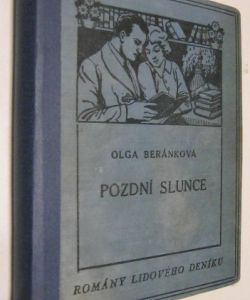 OLGA BERÁNKOVÁ
POZDNÍ SLUNCE
ROMÁNY LIDOVÉHO DENÍKU